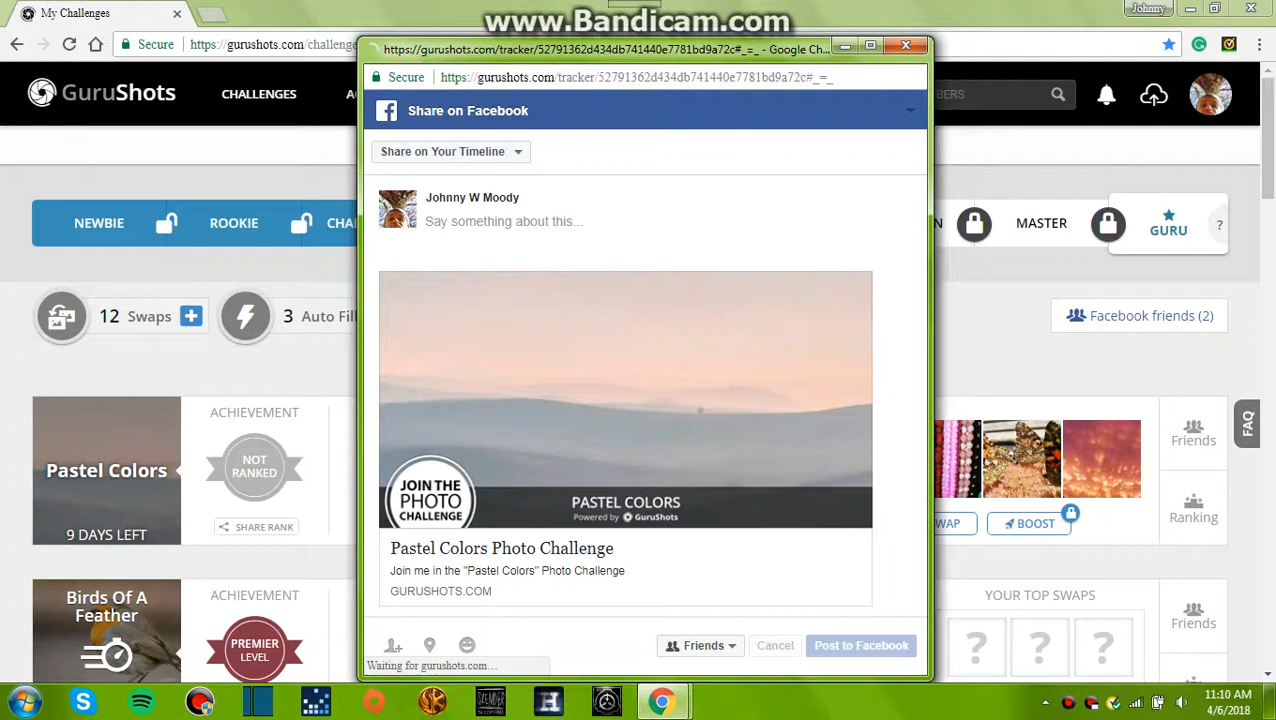 www.Bandicam.com
My Challenges
Johnny
Secure
https://gurushots.com/challenge
https://gurushots.com/tracker/52791362d434db741440e7781bd9a72c#_=_ - Google Ch...
Secure
https://gurushots.com/tracker/52791362d434db741440e7781bd9a72c#_=_
GuruShots
CHALLENGES
BERS
Share on Facebook
Share on Your Timeline
Johnny W Moody
Say something about this...
NEWBIE
ROOKIE
CHA
N
MASTER
GURU
?
12 Swaps
3 Auto Fill
Facebook friends (2)
JOIN THE
PHOTO
CHALLENGE
PASTEL COLORS
Powered by GuruShots
Pastel Colors Photo Challenge
Join me in the "Pastel Colors" Photo Challenge
GURUSHOTS.COM
Friends
Cancel
Post to Facebook
Waiting for gurushots.com...
Pastel Colors
9 DAYS LEFT
ACHIEVEMENT
NOT
RANKED
SHARE RANK
WAP
BOOST
Friends
Ranking
FAQ
Birds Of A
Feather
ACHIEVEMENT
PREMIER
LEVEL
YOUR TOP SWAPS
? ? ?
Friends
SKENDER
H
11:10 AM
4/6/2018